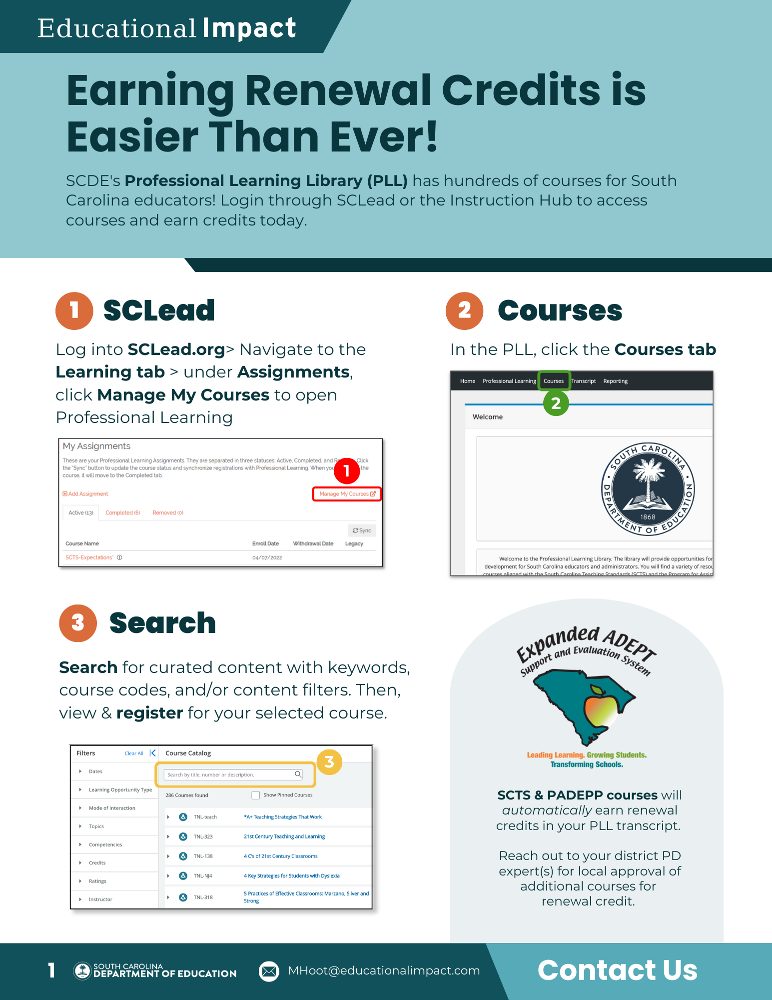 Educational Impact
Earning Renewal Credits is
Easier Than Ever!
SCDE's Professional Learning Library (PLL) has hundreds of courses for South
Carolina educators! Login through SCLead or the Instruction Hub to access
courses and earn credits today.
1 SCLead
Log into SCLead.org> Navigate to the
Learning tab > under Assignments,
click Manage My Courses to open
Professional Learning
My Assignments
These are your Professional Learning Assignments. They are separated in three statuses: Active, Completed, and Click
the "Sync" button to update the course status and synchronize registrations with Professional Learning. When you the
course, it will move to the Completed tab.
1
Add Assignment
Manage My Courses
Active (13) Completed (6) Removed (0)
Sync
Course Name Enroll Date Withdrawal Date Legacy
SCTS-Expectations* 04/07/2022
2 Courses
In the PLL, click the Courses tab
Home Professional Learning Courses Transcript Reporting
2
Welcome
SOUTH CAROLINA
DEPARTMENT OF EDUCATION
1868
Welcome to the Professional Learning Library. The library will provide opportunities for
development for South Carolina educators and administrators. You will find a variety of resou
courses aligned with the South Carolina Teaching Standards (SCTS) and the Program for Assis
3 Search
Search for curated content with keywords,
course codes, and/or content filters. Then,
view & register for your selected course.
Filters Clear All
Dates
Learning Opportunity Type
Mode of Interaction
Topics
Competencies
Credits
Ratings
Instructor
Course Catalog
3
Search by title, number or description.
286 Courses found Show Pinned Courses
TNL-teach *A+ Teaching Strategies That Work
TNL-323 21st Century Teaching and Learning
TNL-138 4 C's of 21st Century Classrooms
TNL-NJ4 4 Key Strategies for Students with Dyslexia
TNL-318 5 Practices of Effective Classrooms: Marzano, Silver and
Strong
Expanded ADEPT
Support and Evaluation System
Leading Learning. Growing Students.
Transforming Schools.
SCTS & PADEPP courses will
automatically earn renewal
credits in your PLL transcript.
Reach out to your district PD
expert(s) for local approval of
additional courses for
renewal credit.
1
SOUTH CAROLINA
DEPARTMENT OF EDUCATION
MHoot@educationalimpact.com
Contact Us